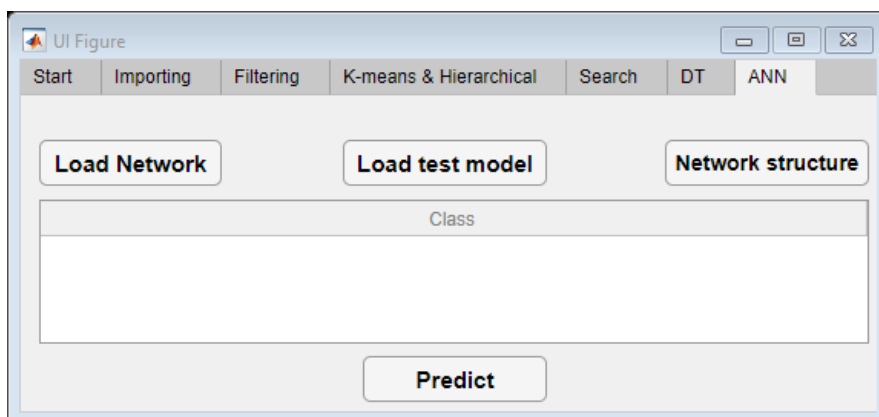 UI Figure
Start Importing Filtering K-means & Hierarchical Search DT ANN
Load Network Load test model Network structure
Class
Predict